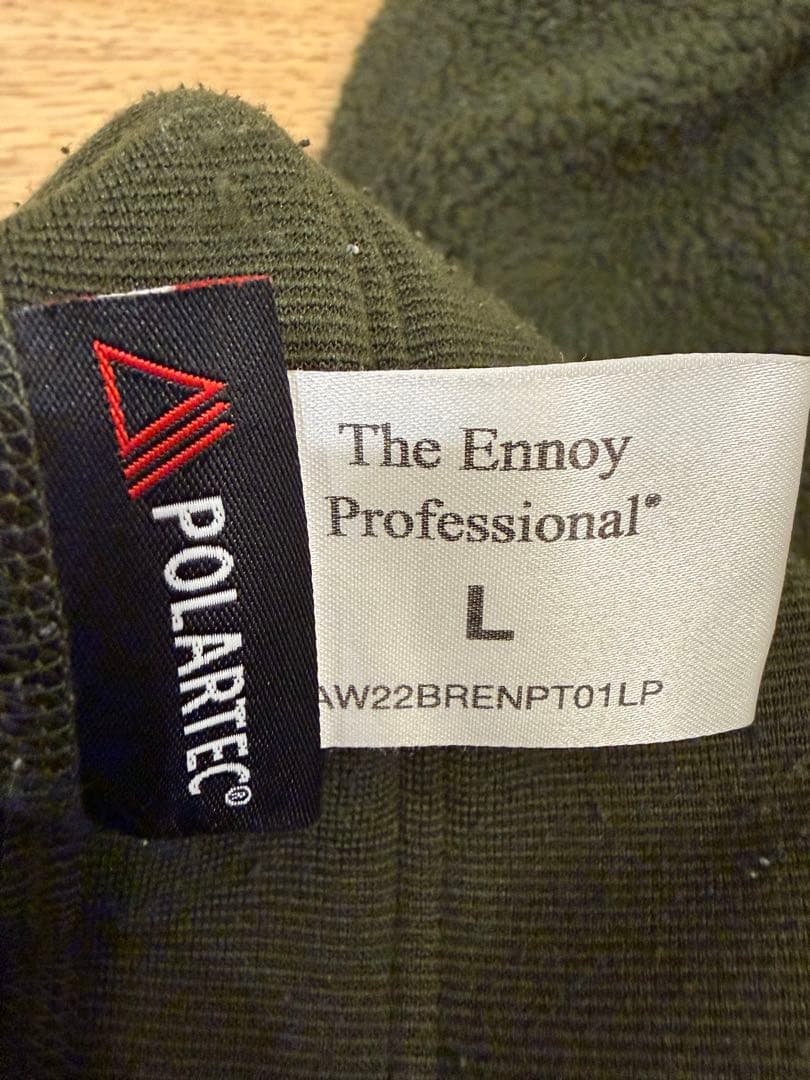 POLARTEC®
The Ennoy
Professional®
L
AW22BRENPT01LP